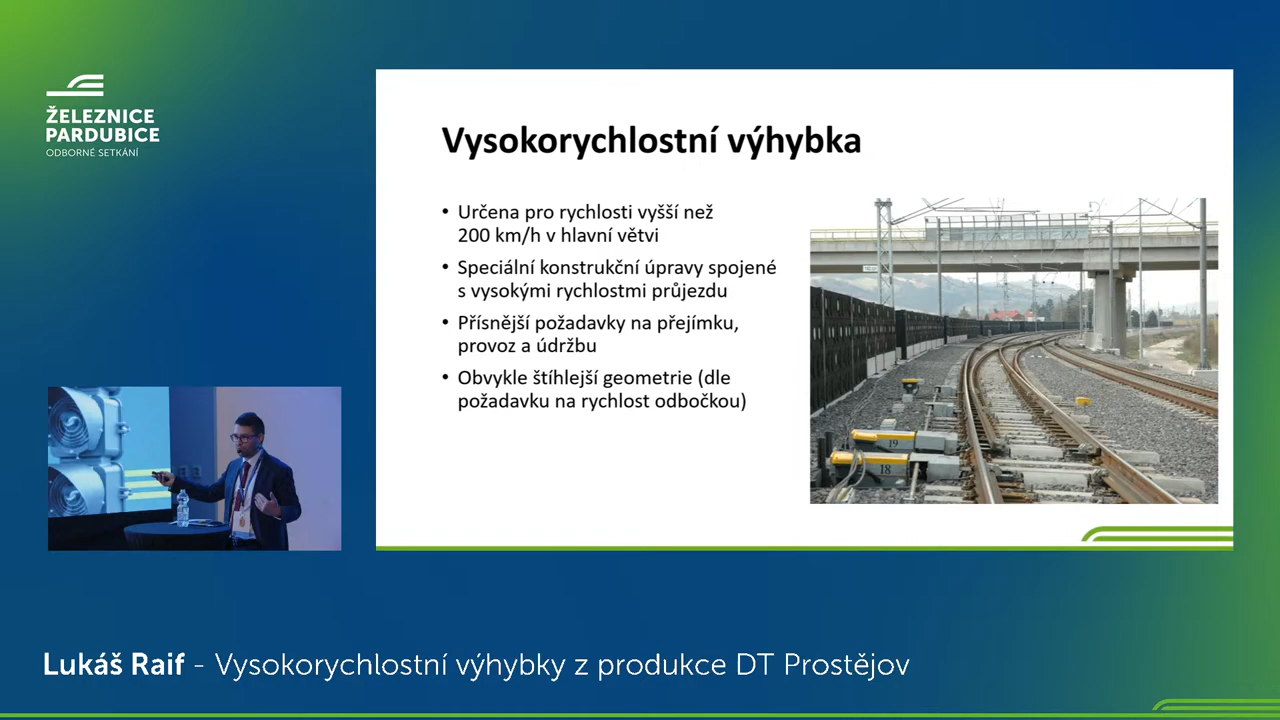 ŽELEZNICE
PARDUBICE
ODBORNÉ SETKÁNÍ
Vysokorychlostní výhybka
• Určena pro rychlosti vyšší než
200 km/h v hlavní větvi
• Speciální konstrukční úpravy spojené
s vysokými rychlostmi průjezdu
• Přísnější požadavky na přejímku,
provoz a údržbu
• Obvykle štíhlejší geometrie (dle
požadavku na rychlost odbočkou)
19
18
Lukáš Raif - Vysokorychlostní výhybky z produkce DT Prostějov